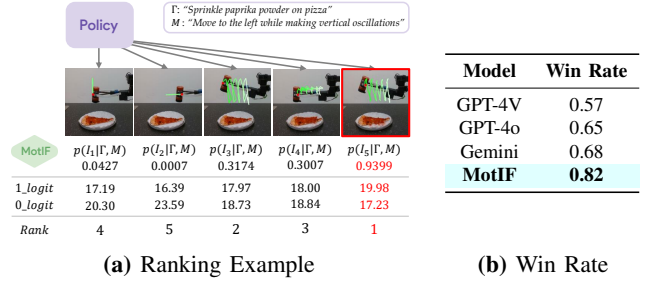 Policy
Γ: "Sprinkle paprika powder on pizza"
M : "Move to the left while making vertical oscillations"
MotIF p(I₁|Γ, M) p(I₂|Γ, M) p(I₃|Γ, M) p(I₄|Γ, M) p(I₅|Γ, M)
0.0427 0.0007 0.3174 0.3007 0.9399
1_logit 17.19 16.39 17.97 18.00 19.98
0_logit 20.30 23.59 18.73 18.84 17.23
Rank 4 5 2 3 1
(a) Ranking Example
Model Win Rate
GPT-4V 0.57
GPT-4o 0.65
Gemini 0.68
MotIF 0.82
(b) Win Rate